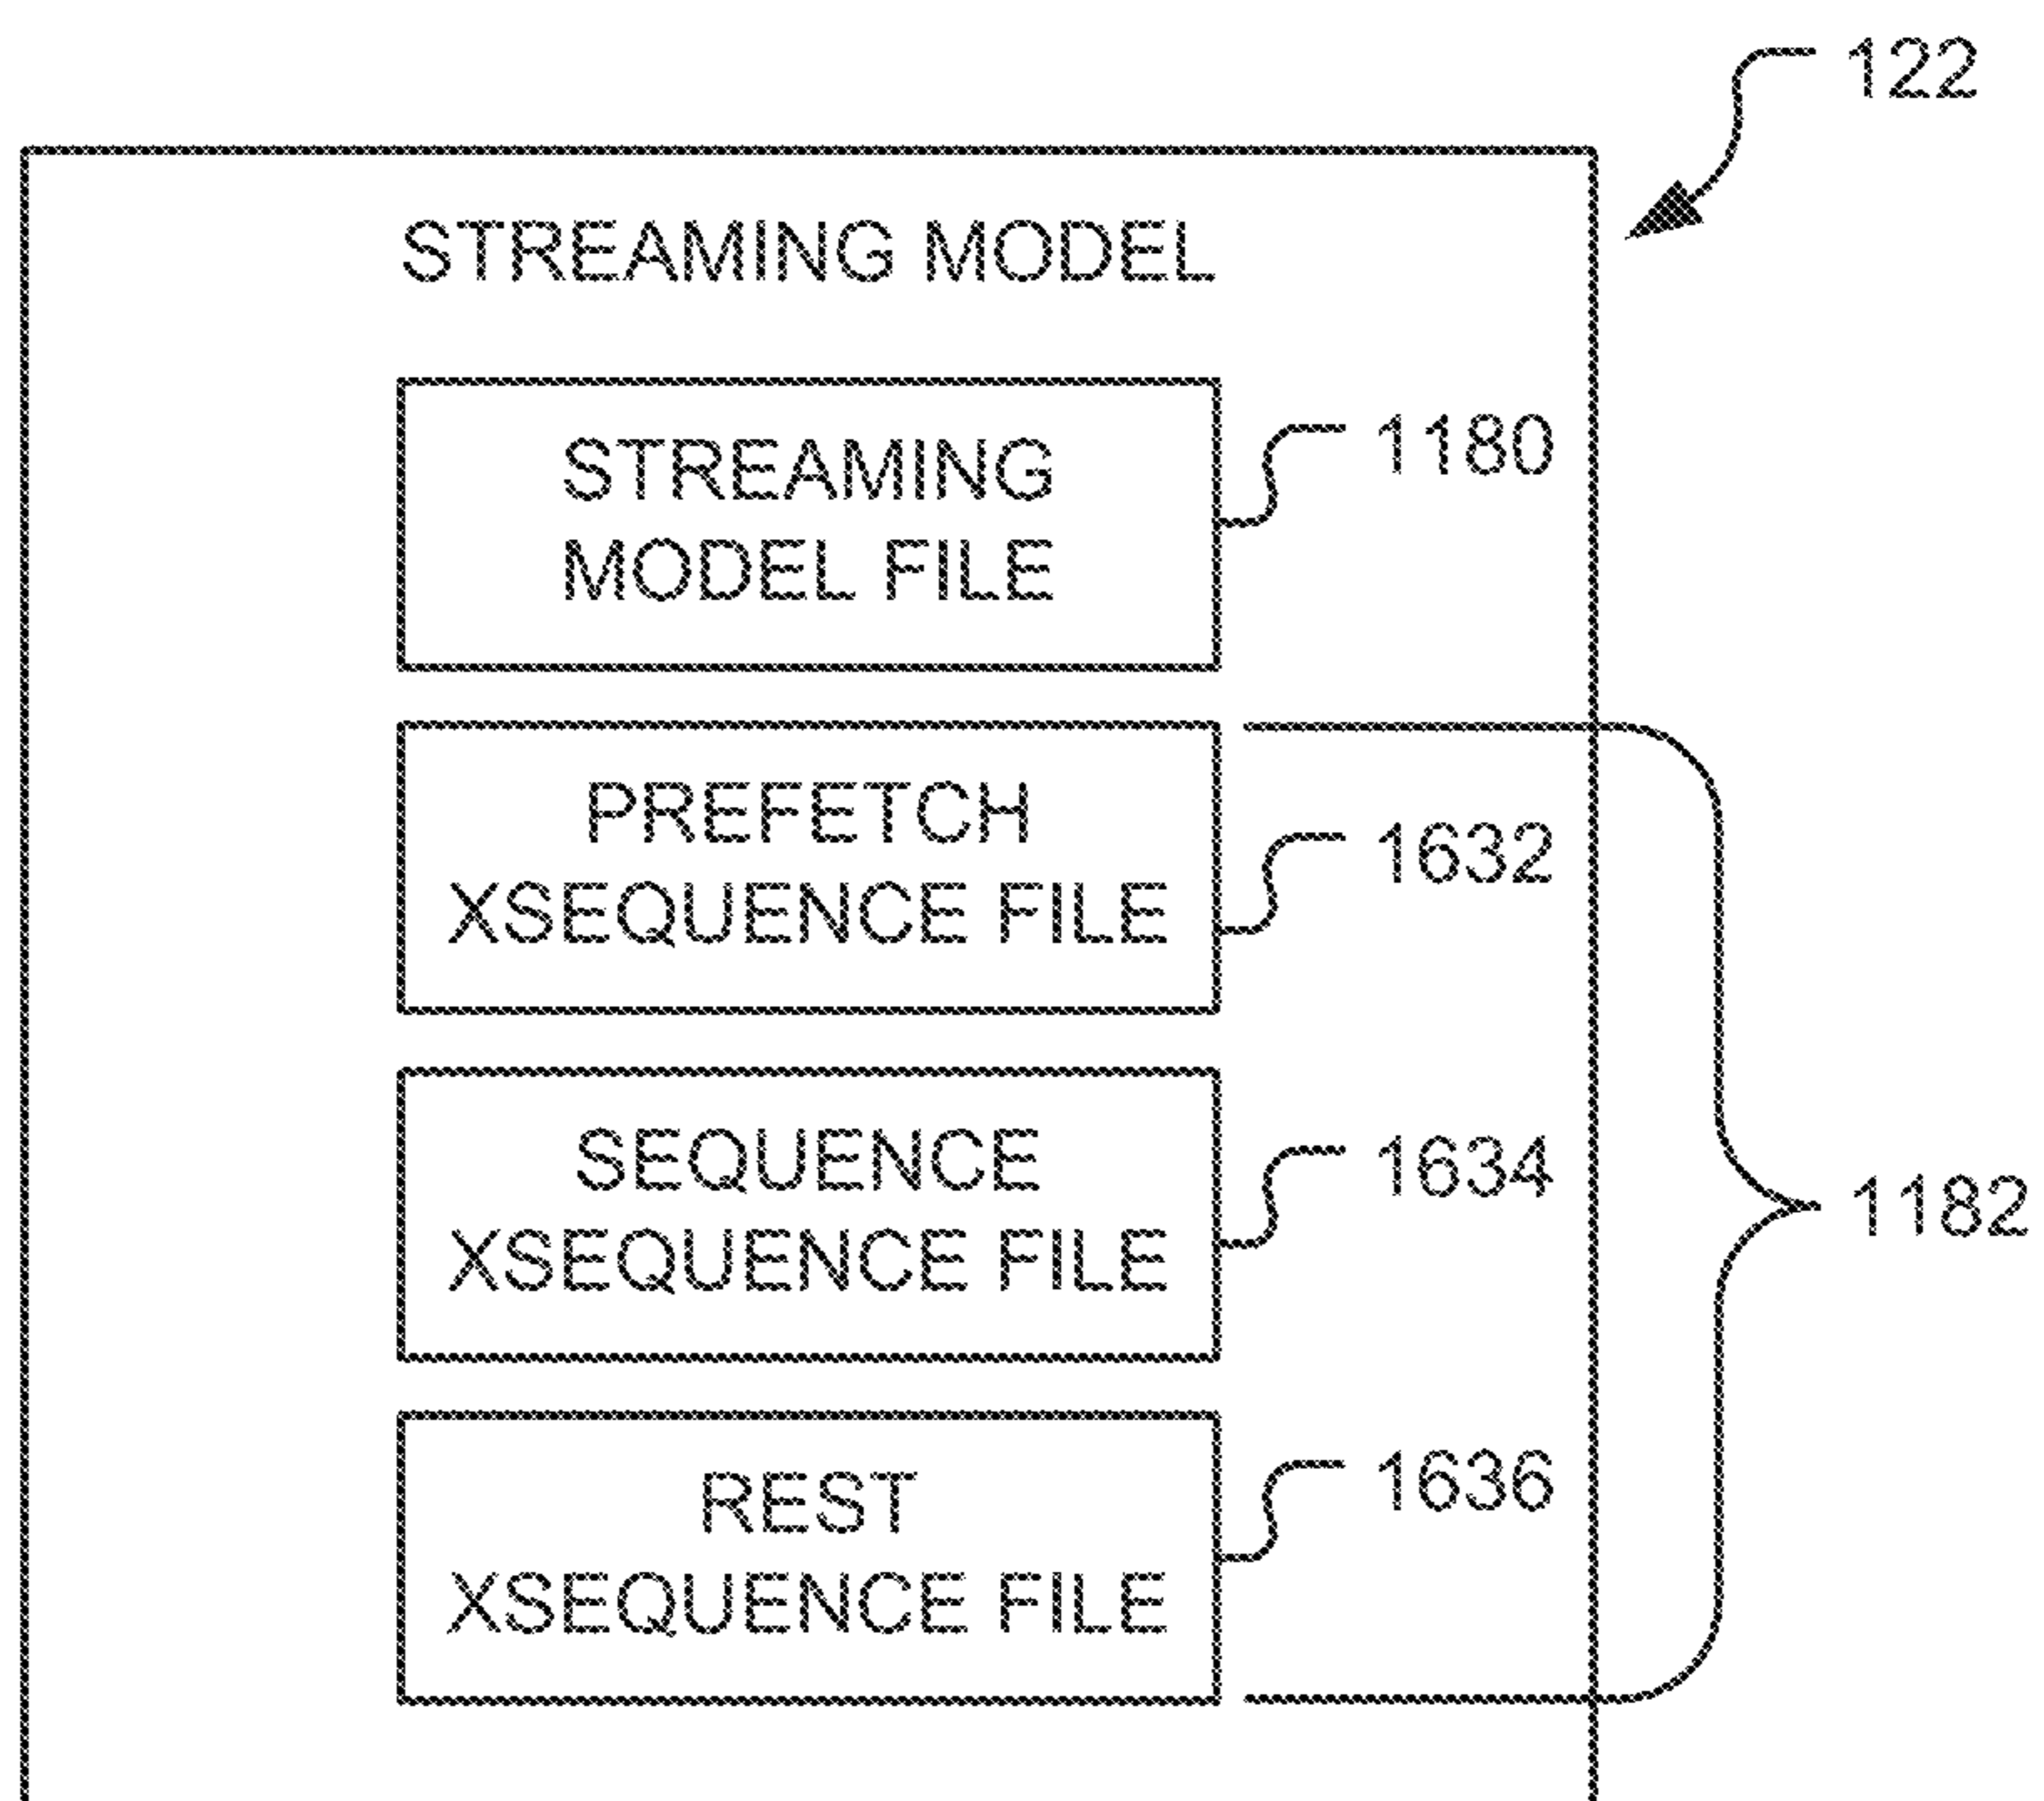 122
STREAMING MODEL
STREAMING
MODEL FILE
1180
PREFETCH
XSEQUENCE FILE
1632
SEQUENCE
XSEQUENCE FILE
1634
1182
REST
XSEQUENCE FILE
1636